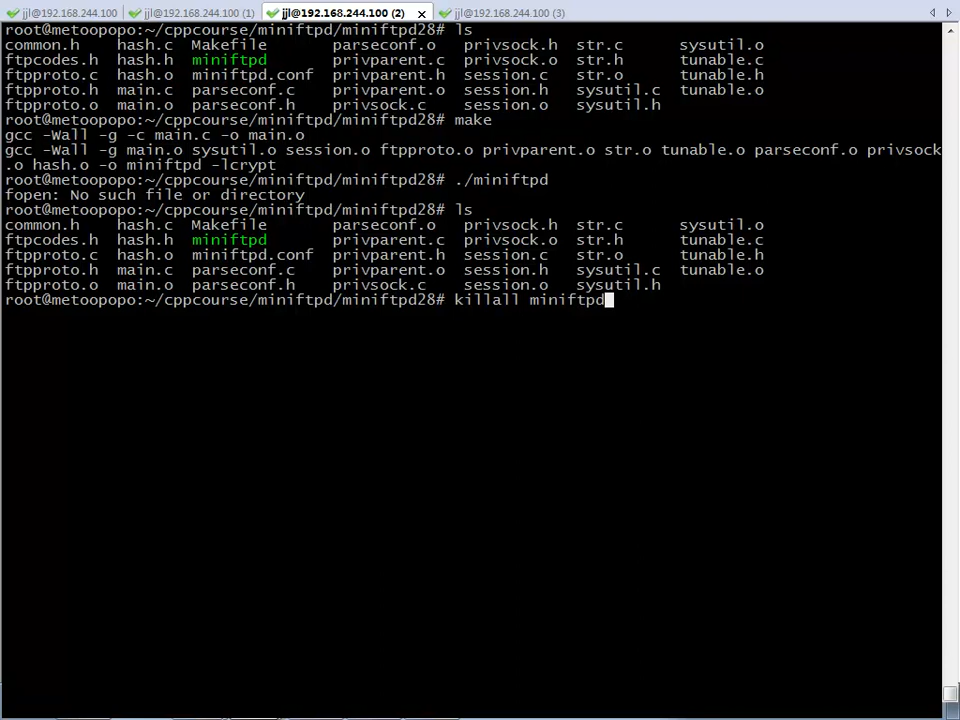 jjl@192.168.244.100 jjl@192.168.244.100 (1) jjl@192.168.244.100 (2) x jjl@192.168.244.100 (3)
root@metoopopo:~/cppcourse/miniftpd/miniftpd28# ls
common.h hash.c Makefile parseconf.o privsock.h str.c sysutil.o
ftpcodes.h hash.h miniftpd privparent.c privsock.o str.h tunable.c
ftpproto.c hash.o miniftpd.conf privparent.h session.c str.o tunable.h
ftpproto.h main.c parseconf.c privparent.o session.h sysutil.c tunable.o
ftpproto.o main.o parseconf.h privsock.c session.o sysutil.h
root@metoopopo:~/cppcourse/miniftpd/miniftpd28# make
gcc -Wall -g -c main.c -o main.o
gcc -Wall -g main.o sysutil.o session.o ftpproto.o privparent.o str.o tunable.o parseconf.o privsock
.o hash.o -o miniftpd -lcrypt
root@metoopopo:~/cppcourse/miniftpd/miniftpd28# ./miniftpd
fopen: No such file or directory
root@metoopopo:~/cppcourse/miniftpd/miniftpd28# ls
common.h hash.c Makefile parseconf.o privsock.h str.c sysutil.o
ftpcodes.h hash.h miniftpd privparent.c privsock.o str.h tunable.c
ftpproto.c hash.o miniftpd.conf privparent.h session.c str.o tunable.h
ftpproto.h main.c parseconf.c privparent.o session.h sysutil.c tunable.o
ftpproto.o main.o parseconf.h privsock.c session.o sysutil.h
root@metoopopo:~/cppcourse/miniftpd/miniftpd28# killall miniftpd